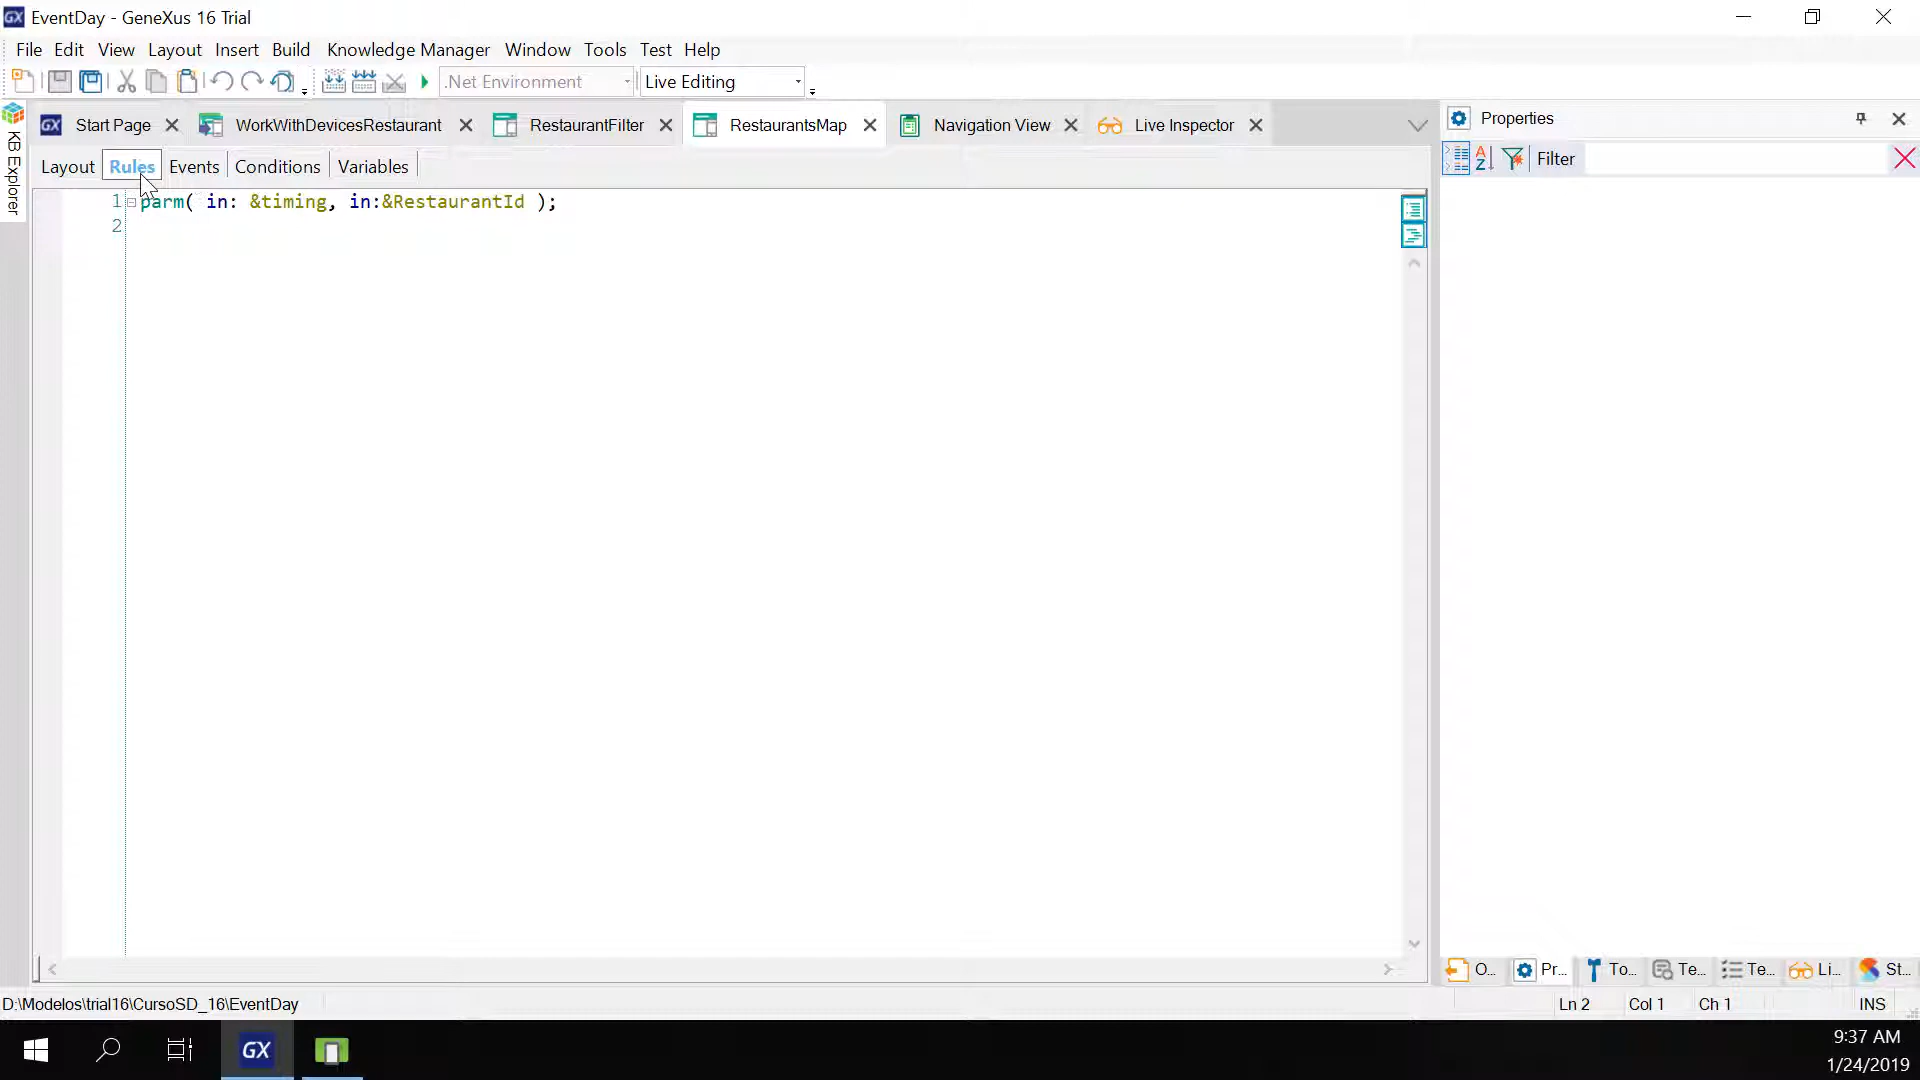 EventDay - GeneXus 16 Trial
File Edit View Layout Insert Build Knowledge Manager Window Tools Test Help
.Net Environment Live Editing
KB Explorer
GX Start Page WorkWithDevicesRestaurant RestaurantFilter RestaurantsMap Navigation View Live Inspector
Properties
Layout Rules Events Conditions Variables
Filter
1 parm( in: &timing, in:&RestaurantId );
2
O... Pr... To... Te... Te... Li... St...
D:\Modelos\trial16\CursoSD_16\EventDay Ln 2 Col 1 Ch 1 INS
GX
9:37 AM
1/24/2019